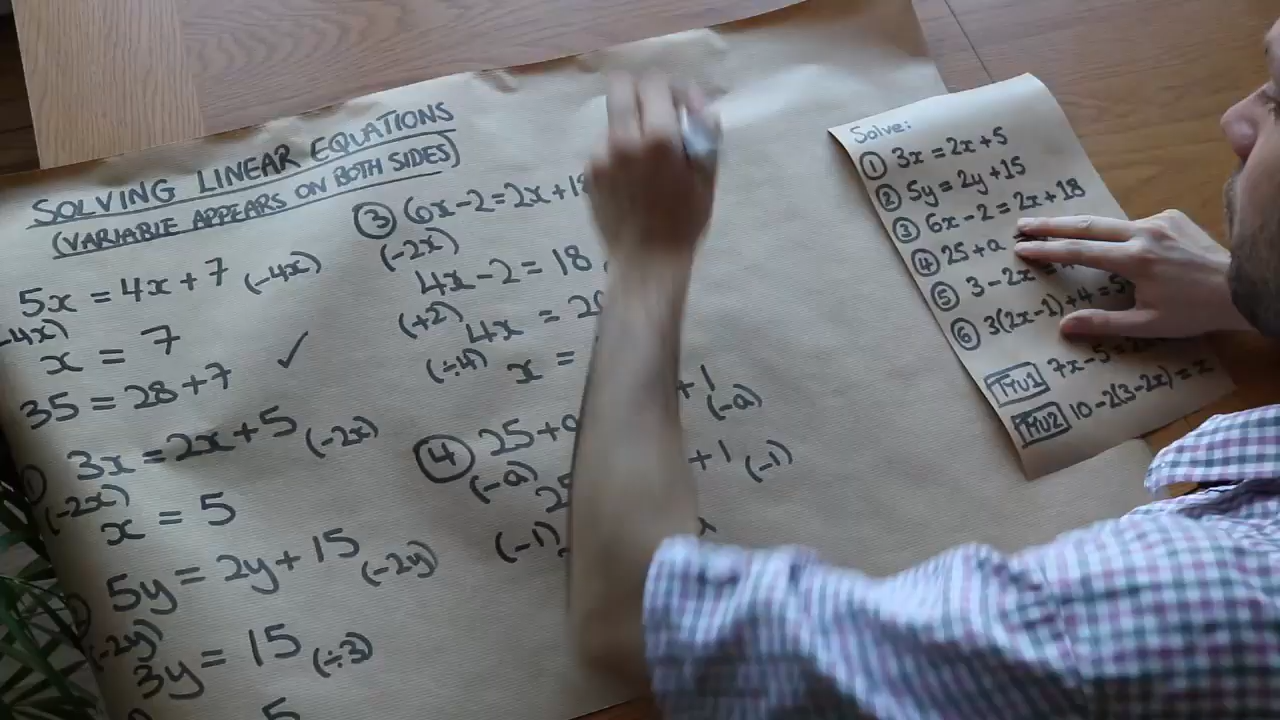 SOLVING LINEAR EQUATIONS
(VARIABLE APPEARS ON BOTH SIDES)
5x = 4x + 7 (-4x)
-4x)
x = 7
35 = 28 + 7 ✓
3x = 2x + 5 (-2x)
(-2x)
x = 5
5y = 2y + 15 (-2y)
-2y)
3y = 15 (÷3)
5
③ 6x - 2 = 2x + 18
(-2x)
4x - 2 = 18
(+2)
4x =
(÷4)
x =
④ 25 + a + 1 (-a)
(-a)
+ 1 (-1)
(-1)
Solve:
① 3x = 2x + 5
② 5y = 2y + 15
③ 6x - 2 = 2x + 18
④ 25 + a
⑤ 3 - 2x =
⑥ 3(2x - 1) + 4 = 5
TYU1 7x - 5 =
TYU2 10 - 2(3 - 2x) = x